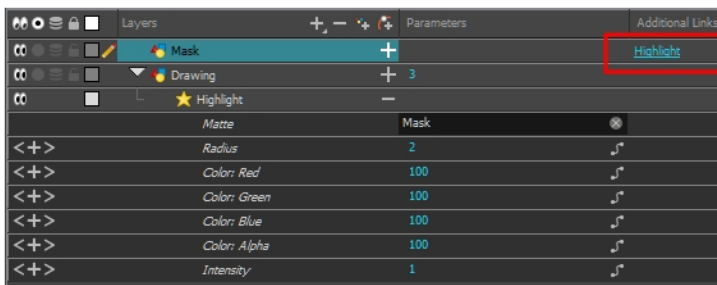 Layers Parameters Additional Links
Mask Highlight
Drawing 3
Highlight
Matte Mask
Radius 2
Color: Red 100
Color: Green 100
Color: Blue 100
Color: Alpha 100
Intensity 1